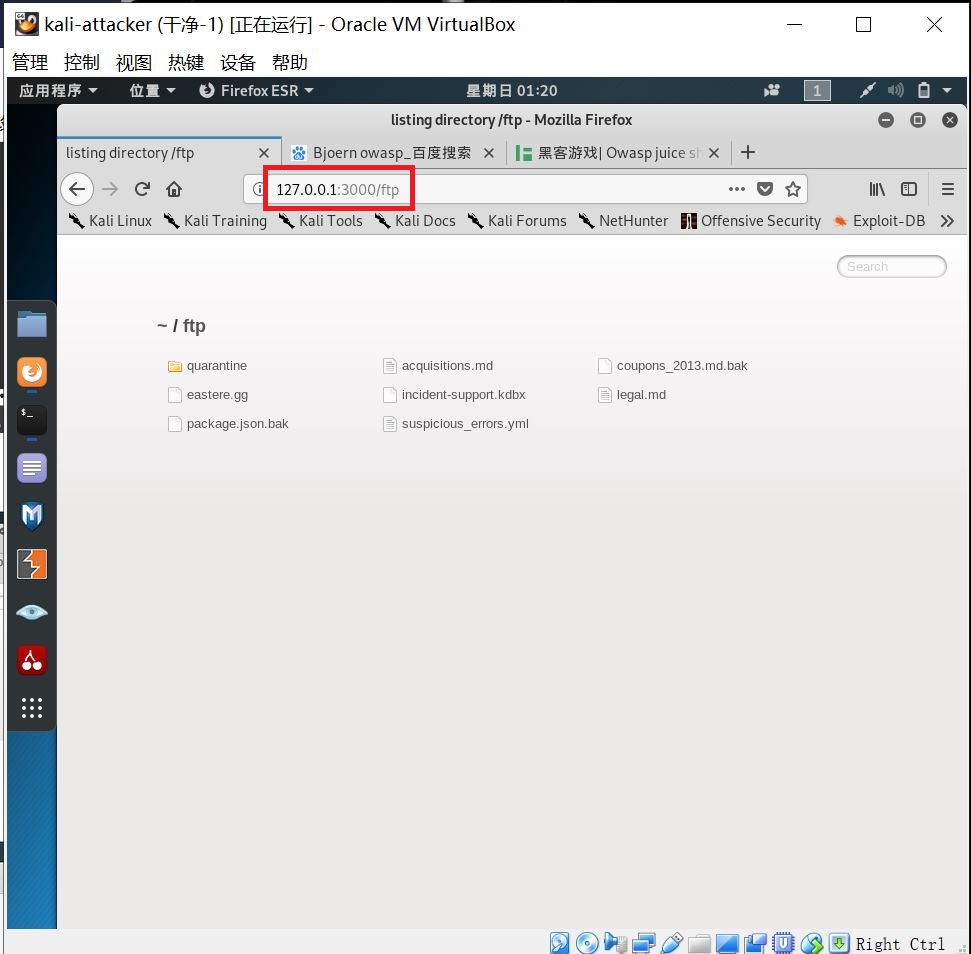 kali-attacker (干净-1) [正在运行] - Oracle VM VirtualBox
管理 控制 视图 热键 设备 帮助
应用程序 位置 Firefox ESR 星期日 01:20 1
listing directory /ftp - Mozilla Firefox
listing directory /ftp Bjoern owasp_百度搜索 黑客游戏| Owasp juice sh
127.0.0.1:3000/ftp
Kali Linux Kali Training Kali Tools Kali Docs Kali Forums NetHunter Offensive Security Exploit-DB
Search
~ / ftp
quarantine acquisitions.md coupons_2013.md.bak
eastere.gg incident-support.kdbx legal.md
package.json.bak suspicious_errors.yml
Right Ctrl